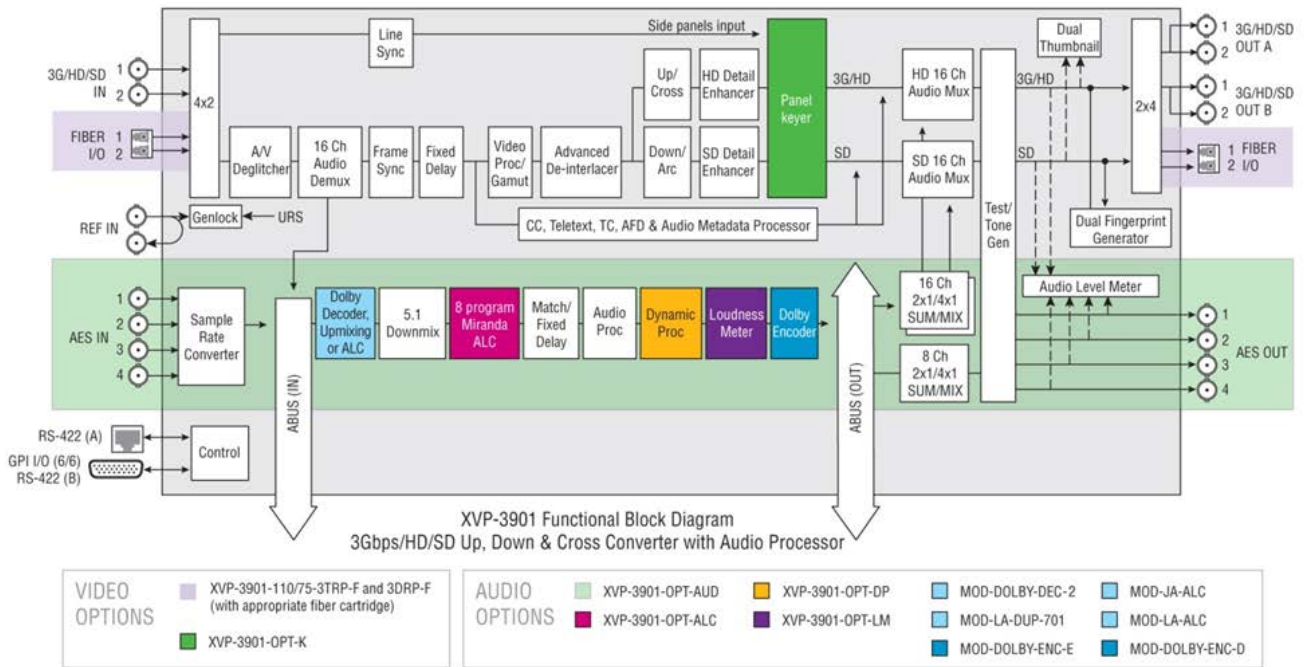 3G/HD/SD
IN
1
2
FIBER 1
I/O 2
4x2
Line
Sync
Side panels input
A/V
Deglitcher
16 Ch
Audio
Demux
Frame
Sync
Fixed
Delay
Video
Proc/
Gamut
Advanced
De-interlacer
Up/
Cross
HD Detail
Enhancer
Down/
Arc
SD Detail
Enhancer
Panel
keyer
3G/HD
SD
HD 16 Ch
Audio Mux
SD 16 Ch
Audio Mux
Test/
Tone
Gen
3G/HD
SD
Dual
Thumbnail
2x4
1 3G/HD/SD
2 OUT A
1 3G/HD/SD
2 OUT B
1 FIBER
2 I/O
REF IN
Genlock
URS
CC, Teletext, TC, AFD & Audio Metadata Processor
Dual Fingerprint
Generator
AES IN
1
2
3
4
Sample
Rate
Converter
ABUS (IN)
Dolby
Decoder,
Upmixing
or ALC
5.1
Downmix
8 program
Miranda
ALC
Match/
Fixed
Delay
Audio
Proc
Dynamic
Proc
Loudness
Meter
Dolby
Encoder
ABUS (OUT)
16 Ch
2x1/4x1
SUM/MIX
8 Ch
2x1/4x1
SUM/MIX
Audio Level Meter
1
2
3
4
AES OUT
RS-422 (A)
GPI I/O (6/6)
RS-422 (B)
Control
XVP-3901 Functional Block Diagram
3Gbps/HD/SD Up, Down & Cross Converter with Audio Processor
VIDEO
OPTIONS
XVP-3901-110/75-3TRP-F and 3DRP-F
(with appropriate fiber cartridge)
XVP-3901-OPT-K
AUDIO
OPTIONS
XVP-3901-OPT-AUD
XVP-3901-OPT-ALC
XVP-3901-OPT-DP
XVP-3901-OPT-LM
MOD-DOLBY-DEC-2
MOD-LA-DUP-701
MOD-DOLBY-ENC-E
MOD-JA-ALC
MOD-LA-ALC
MOD-DOLBY-ENC-D